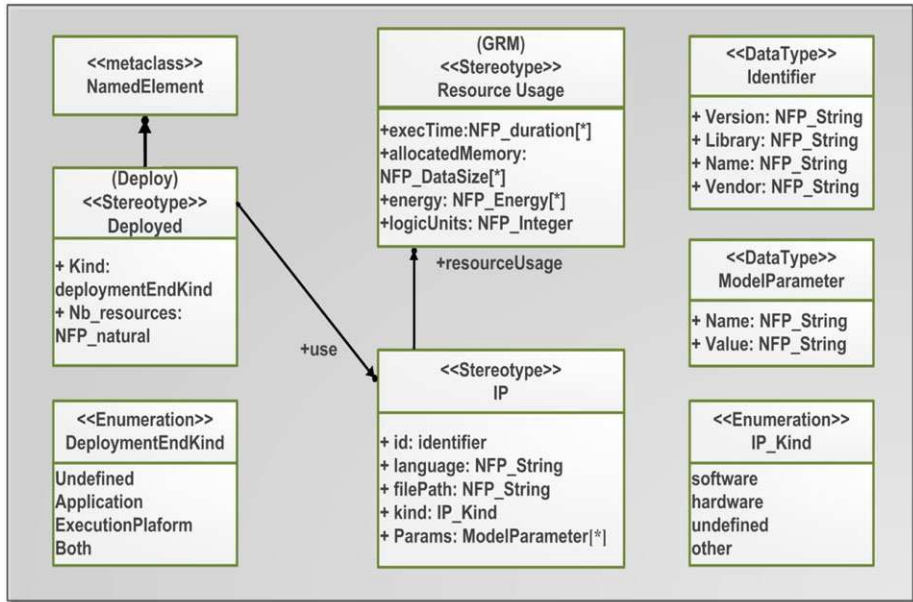 <<metaclass>>
NamedElement
(Deploy)
<<Stereotype>>
Deployed
+ Kind:
deploymentEndKind
+ Nb_resources:
NFP_natural
<<Enumeration>>
DeploymentEndKind
Undefined
Application
ExecutionPlaform
Both
+use
(GRM)
<<Stereotype>>
Resource Usage
+execTime:NFP_duration[*]
+allocatedMemory:
NFP_DataSize[*]
+energy: NFP_Energy[*]
+logicUnits: NFP_Integer
+resourceUsage
<<Stereotype>>
IP
+ id: identifier
+ language: NFP_String
+ filePath: NFP_String
+ kind: IP_Kind
+ Params: ModelParameter[*]
<<DataType>>
Identifier
+ Version: NFP_String
+ Library: NFP_String
+ Name: NFP_String
+ Vendor: NFP_String
<<DataType>>
ModelParameter
+ Name: NFP_String
+ Value: NFP_String
<<Enumeration>>
IP_Kind
software
hardware
undefined
other